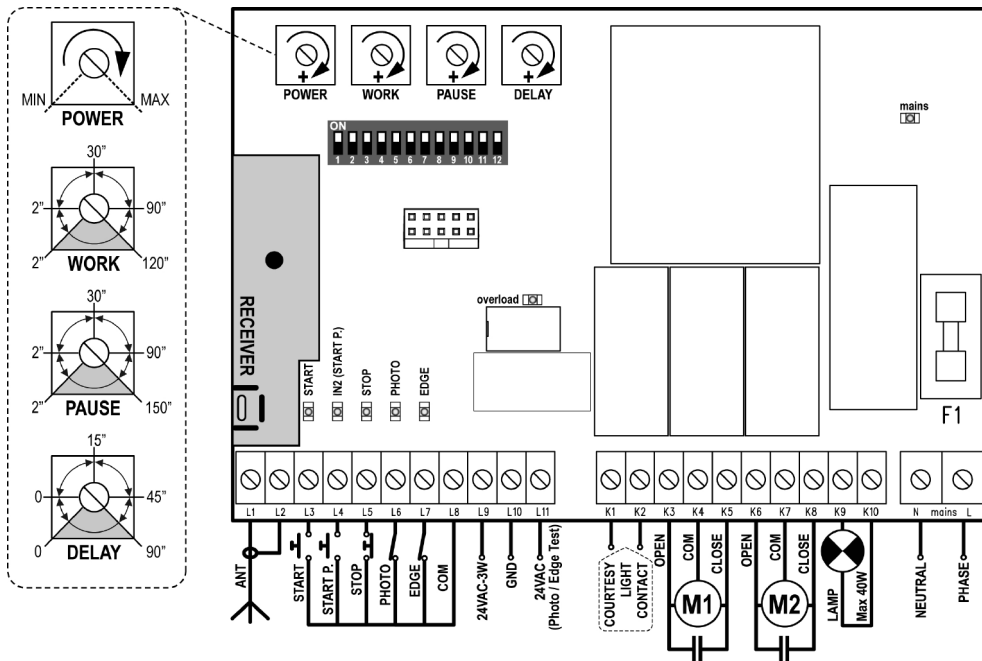 MIN MAX
POWER
30”
2” 90”
2” 120”
WORK
30”
2” 90”
2” 150”
PAUSE
15”
0 45”
0 90”
DELAY
POWER WORK PAUSE DELAY
ON
1 2 3 4 5 6 7 8 9 10 11 12
mains
overload
RECEIVER
START
IN2 (START P.)
STOP
PHOTO
EDGE
F1
L1 L2 L3 L4 L5 L6 L7 L8 L9 L10 L11
K1 K2 K3 K4 K5 K6 K7 K8 K9 K10
N mains L
ANT
START
START P.
STOP
PHOTO
EDGE
COM
24VAC-3W
GND
24VAC
(Photo / Edge Test)
COURTESY
LIGHT
CONTACT
OPEN
COM
CLOSE
M1
OPEN
COM
CLOSE
M2
LAMP
Max 40W
NEUTRAL
PHASE